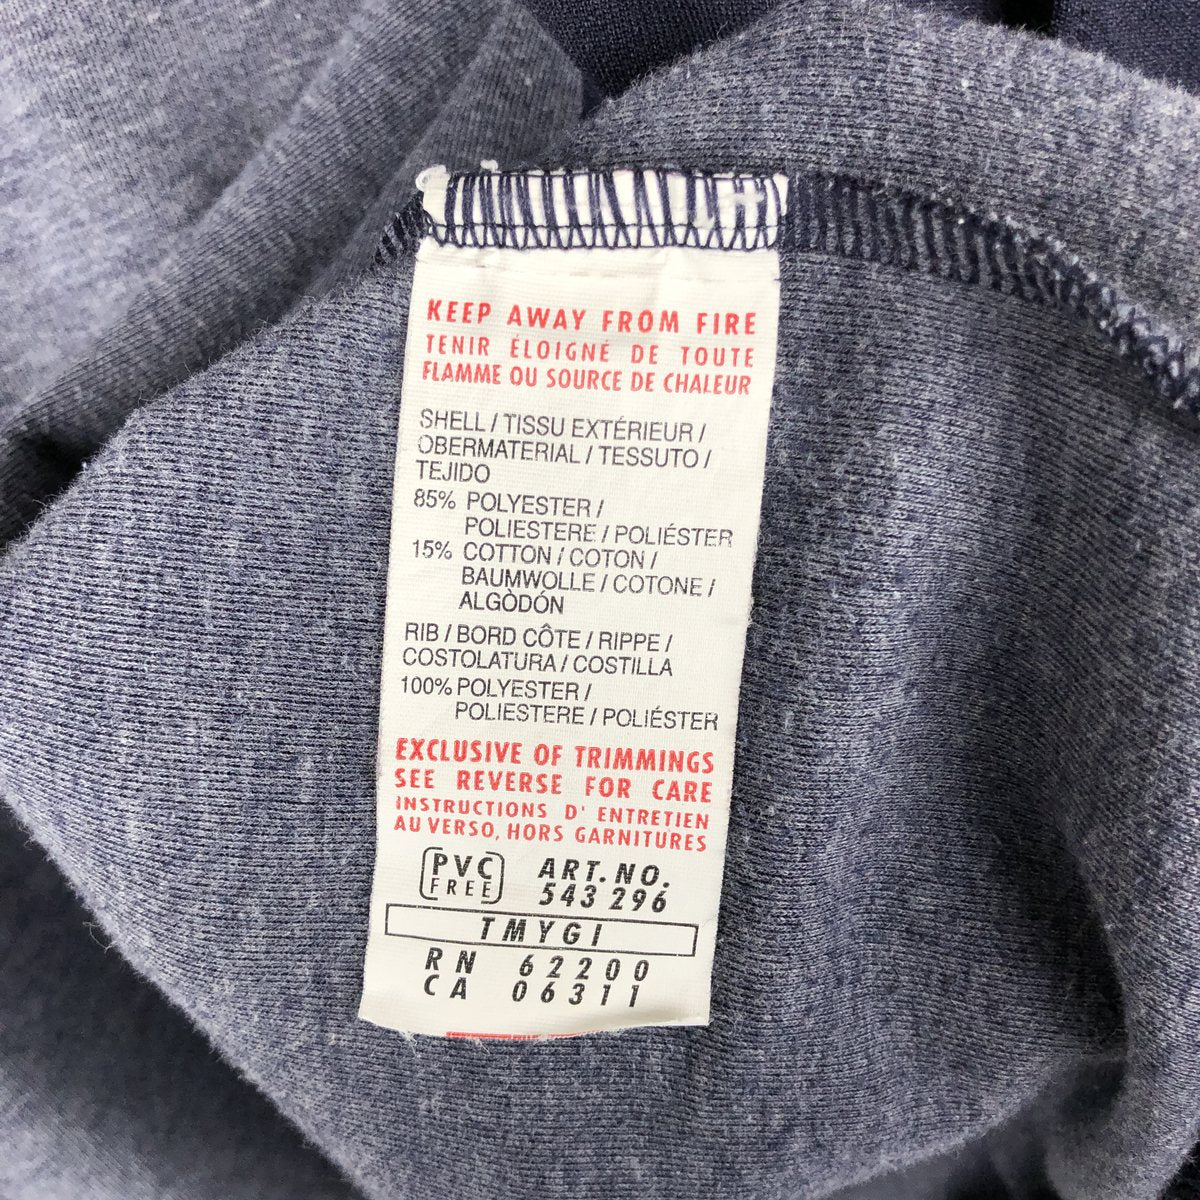 KEEP AWAY FROM FIRE
TENIR ÉLOIGNÉ DE TOUTE
FLAMME OU SOURCE DE CHALEUR
SHELL / TISSU EXTÉRIEUR /
OBERMATERIAL / TESSUTO /
TEJIDO
85% POLYESTER /
POLIESTERE / POLIÉSTER
15% COTTON / COTON /
BAUMWOLLE / COTONE /
ALGÒDÓN
RIB / BORD CÔTE / RIPPE /
COSTOLATURA / COSTILLA
100% POLYESTER /
POLIESTERE / POLIÉSTER
EXCLUSIVE OF TRIMMINGS
SEE REVERSE FOR CARE
INSTRUCTIONS D' ENTRETIEN
AU VERSO, HORS GARNITURES
PVC FREE
ART. NO.
543 296
TMYGI
RN 62200
CA 06311